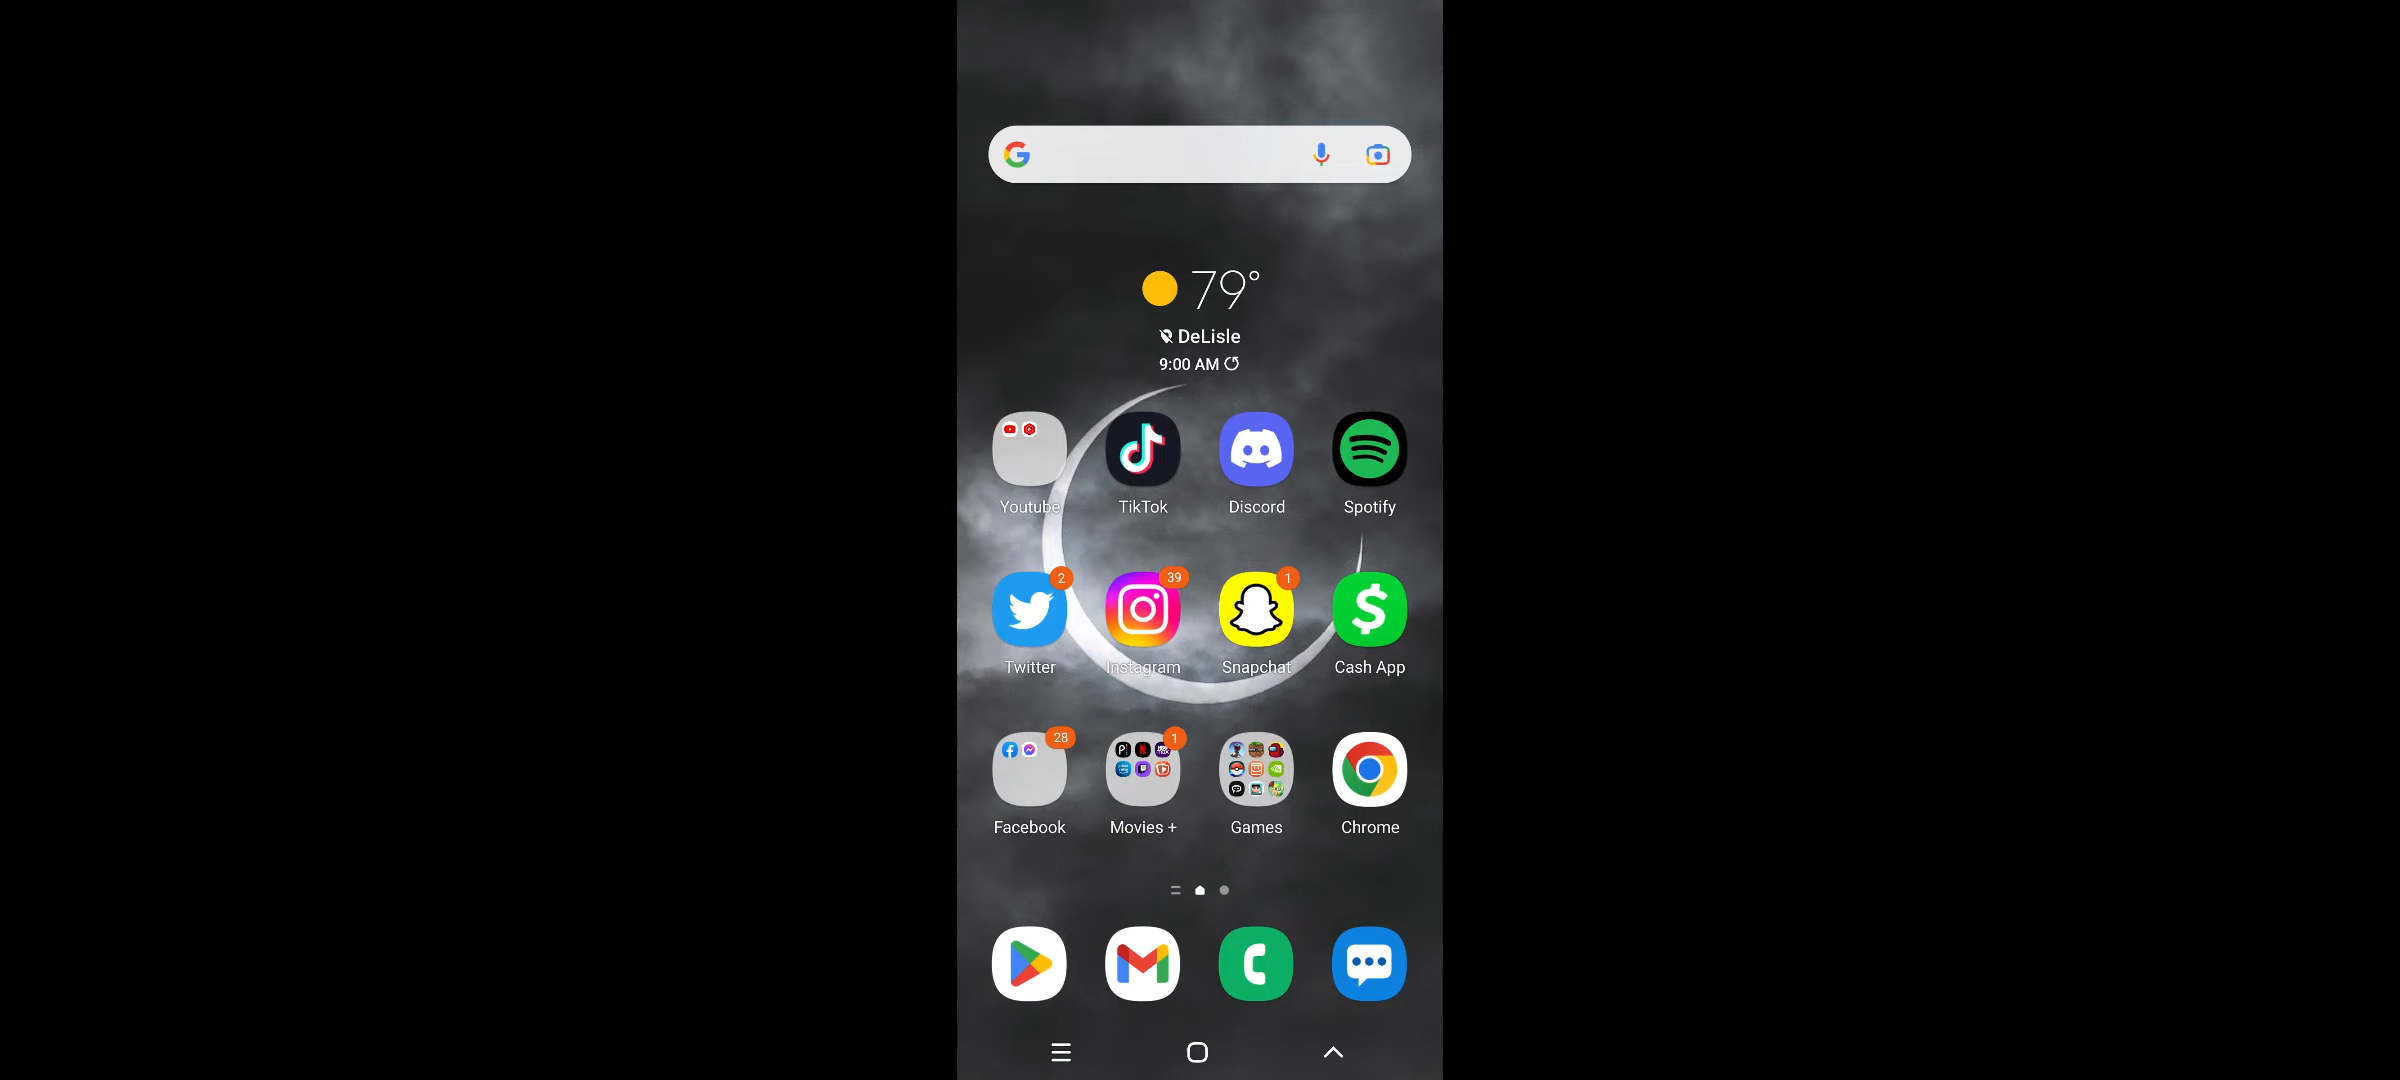 79°
DeLisle
9:00 AM
Youtube TikTok Discord Spotify
2 39 1
Twitter Instagram Snapchat Cash App
28 1
Facebook Movies + Games Chrome